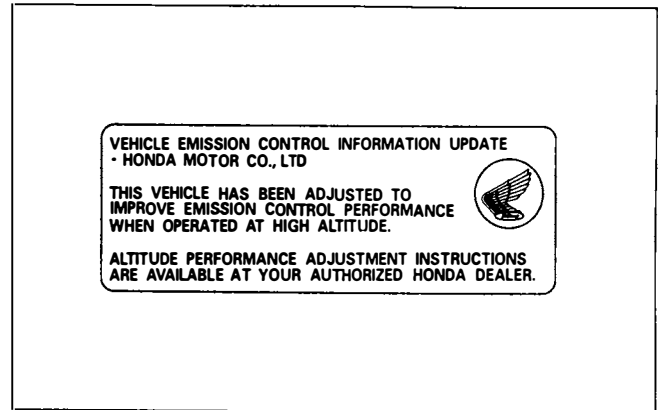 VEHICLE EMISSION CONTROL INFORMATION UPDATE
- HONDA MOTOR CO., LTD
THIS VEHICLE HAS BEEN ADJUSTED TO
IMPROVE EMISSION CONTROL PERFORMANCE
WHEN OPERATED AT HIGH ALTITUDE.
ALTITUDE PERFORMANCE ADJUSTMENT INSTRUCTIONS
ARE AVAILABLE AT YOUR AUTHORIZED HONDA DEALER.